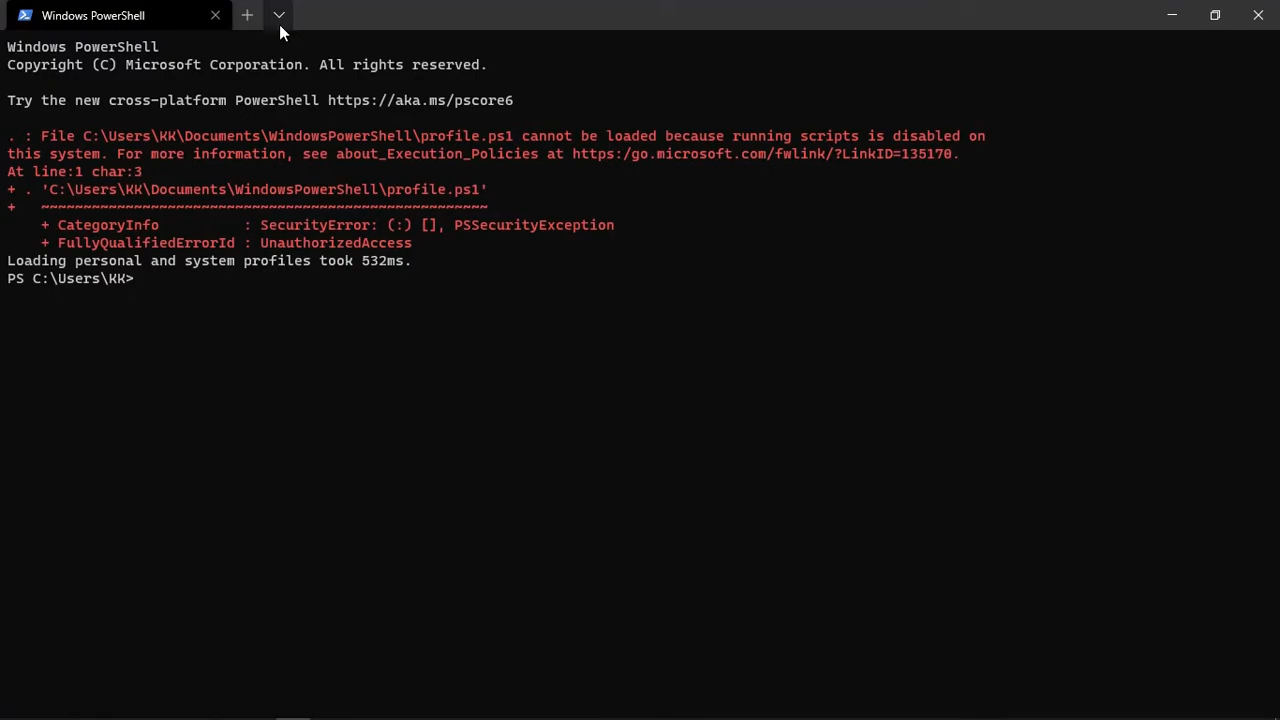 Windows PowerShell
Windows PowerShell
Copyright (C) Microsoft Corporation. All rights reserved.
Try the new cross-platform PowerShell https://aka.ms/pscore6
. : File C:\Users\KK\Documents\WindowsPowerShell\profile.ps1 cannot be loaded because running scripts is disabled on
this system. For more information, see about_Execution_Policies at https:/go.microsoft.com/fwlink/?LinkID=135170.
At line:1 char:3
+ . 'C:\Users\KK\Documents\WindowsPowerShell\profile.ps1'
+   ~~~~~~~~~~~~~~~~~~~~~~~~~~~~~~~~~~~~~~~~~~~~~~~~~~~~~
    + CategoryInfo          : SecurityError: (:) [], PSSecurityException
    + FullyQualifiedErrorId : UnauthorizedAccess
Loading personal and system profiles took 532ms.
PS C:\Users\KK>